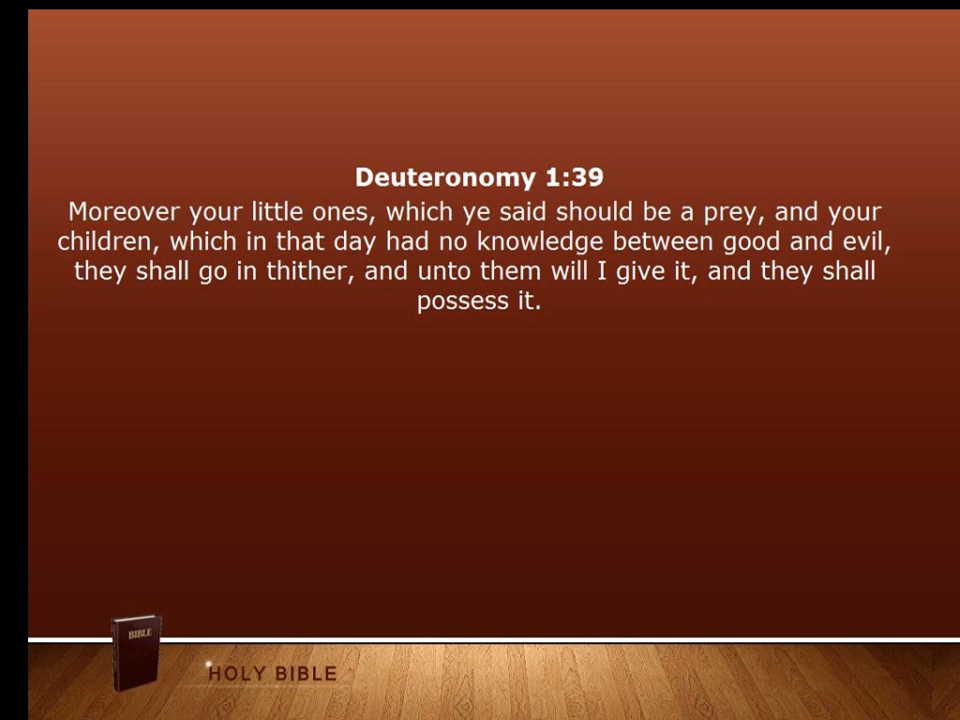 Deuteronomy 1:39
Moreover your little ones, which ye said should be a prey, and your
children, which in that day had no knowledge between good and evil,
they shall go in thither, and unto them will I give it, and they shall
possess it.
BIBLE
HOLY BIBLE